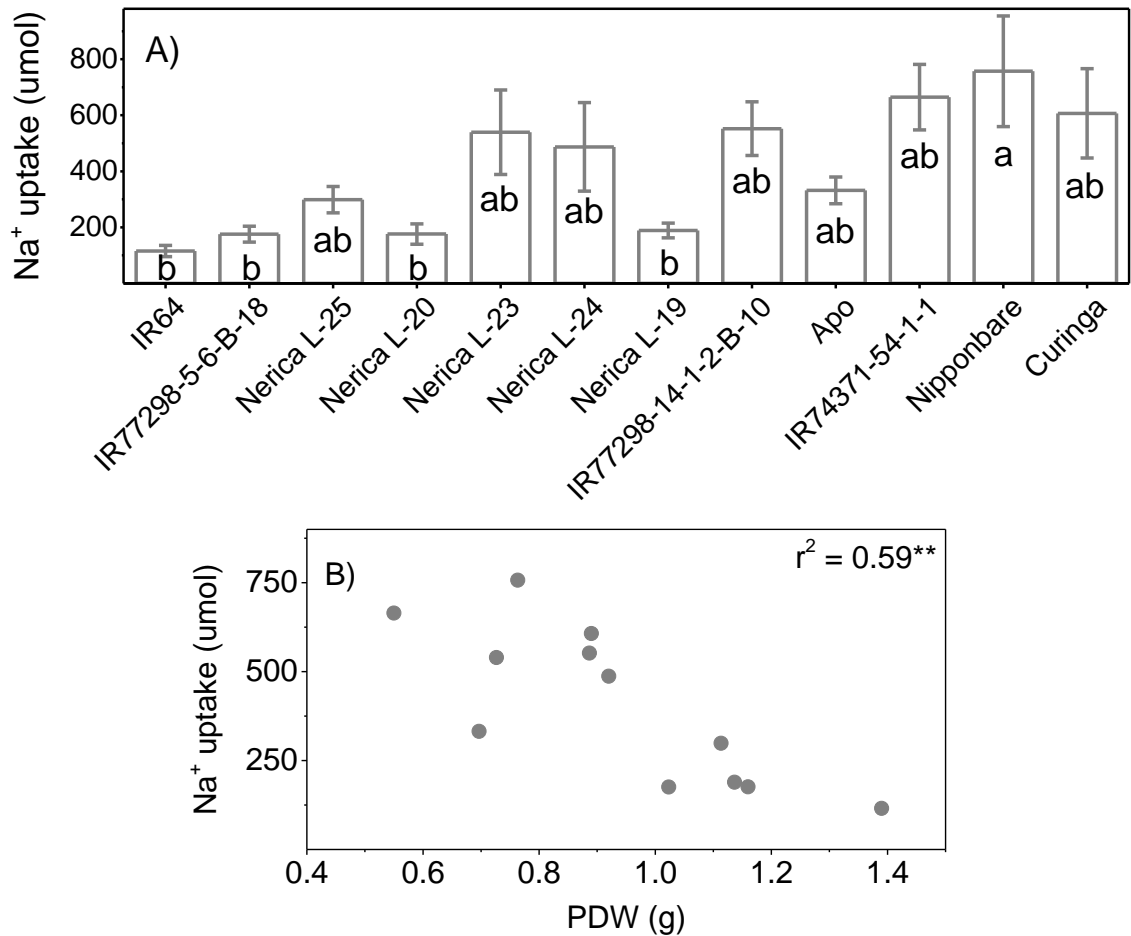 A)
Na⁺ uptake (umol)
800
600
400
200
b
b
ab
b
ab
ab
b
ab
ab
ab
a
ab
IR64
IR77298-5-6-B-18
Nerica L-25
Nerica L-20
Nerica L-23
Nerica L-24
Nerica L-19
IR77298-14-1-2-B-10
Apo
IR74371-54-1-1
Nipponbare
Curinga
B)
r² = 0.59**
Na⁺ uptake (umol)
750
500
250
0.4 0.6 0.8 1.0 1.2 1.4
PDW (g)